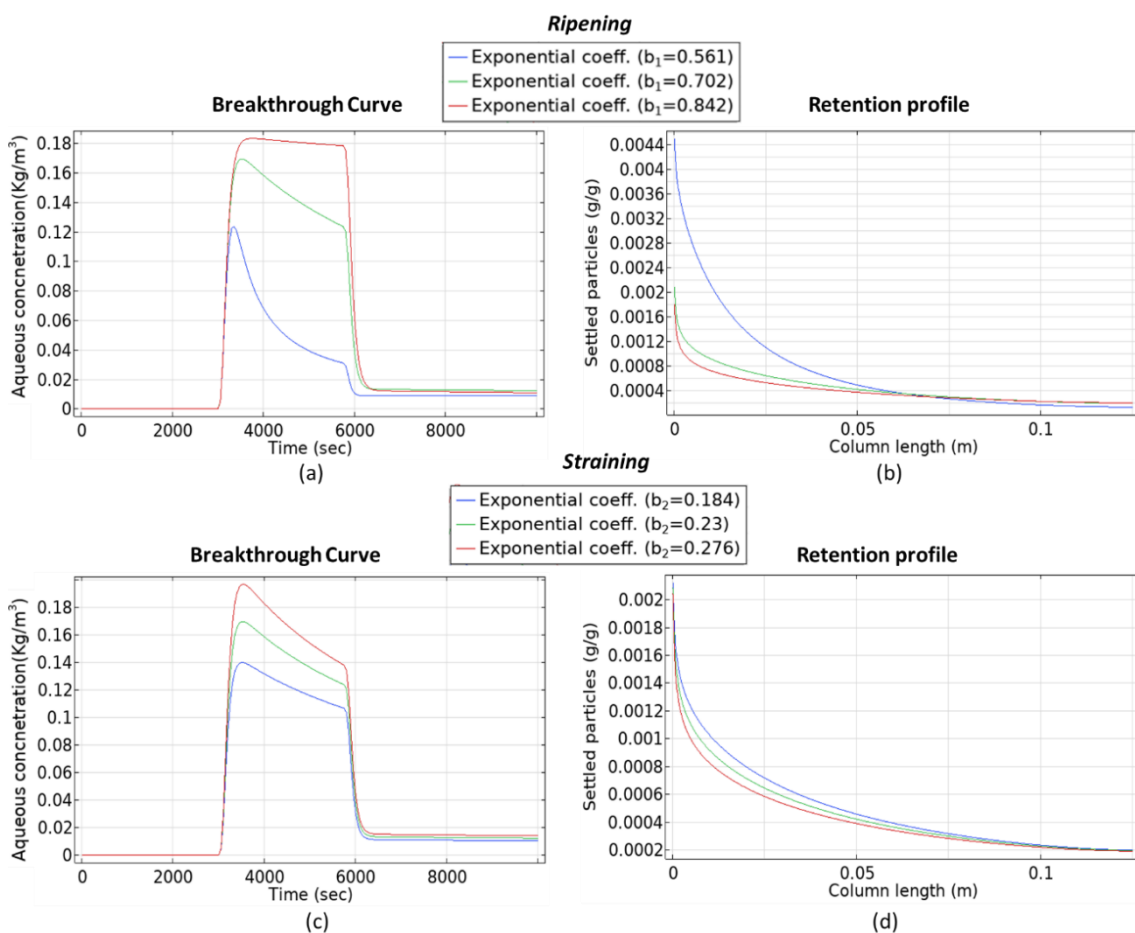 Ripening
Exponential coeff. (b₁=0.561)
Exponential coeff. (b₁=0.702)
Exponential coeff. (b₁=0.842)
Breakthrough Curve
Retention profile
Aqueous concnetration(Kg/m³)
0.18
0.16
0.14
0.12
0.1
0.08
0.06
0.04
0.02
0
0 2000 4000 6000 8000
Time (sec)
(a)
Settled particles (g/g)
0.0044
0.004
0.0036
0.0032
0.0028
0.0024
0.002
0.0016
0.0012
0.0008
0.0004
0 0.05 0.1
Column length (m)
(b)
Straining
Exponential coeff. (b₂=0.184)
Exponential coeff. (b₂=0.23)
Exponential coeff. (b₂=0.276)
Breakthrough Curve
Retention profile
Aqueous concnetration(Kg/m³)
0.18
0.16
0.14
0.12
0.1
0.08
0.06
0.04
0.02
0
0 2000 4000 6000 8000
Time (sec)
(c)
Settled particles (g/g)
0.002
0.0018
0.0016
0.0014
0.0012
0.001
0.0008
0.0006
0.0004
0.0002
0 0.05 0.1
Column length (m)
(d)